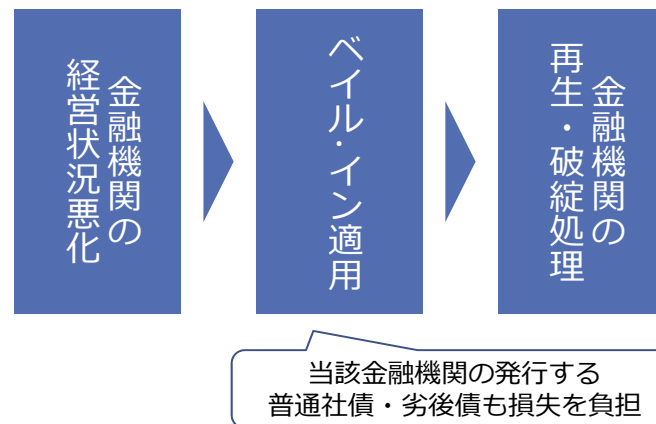 金融機関の
経営状況悪化
ベイル・イン適用
金融機関の
再生・破綻処理
当該金融機関の発行する
普通社債・劣後債も損失を負担